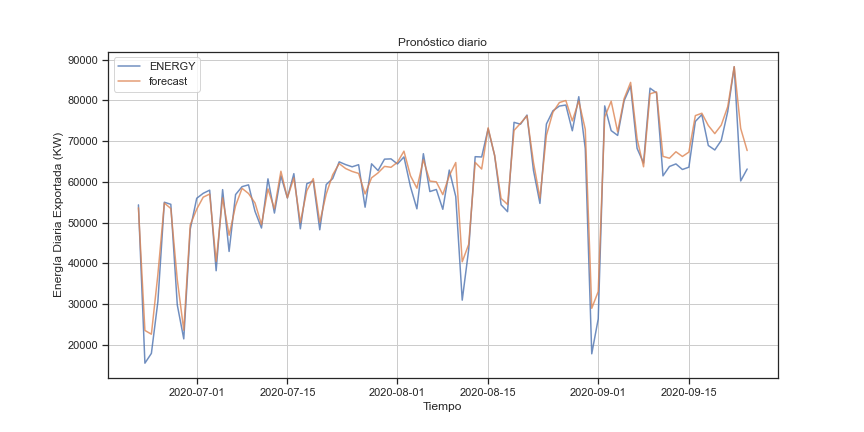 Pronóstico diario
ENERGY
forecast
Energía Diaria Exportada (KW)
90000
80000
70000
60000
50000
40000
30000
20000
2020-07-01
2020-07-15
2020-08-01
2020-08-15
2020-09-01
2020-09-15
Tiempo